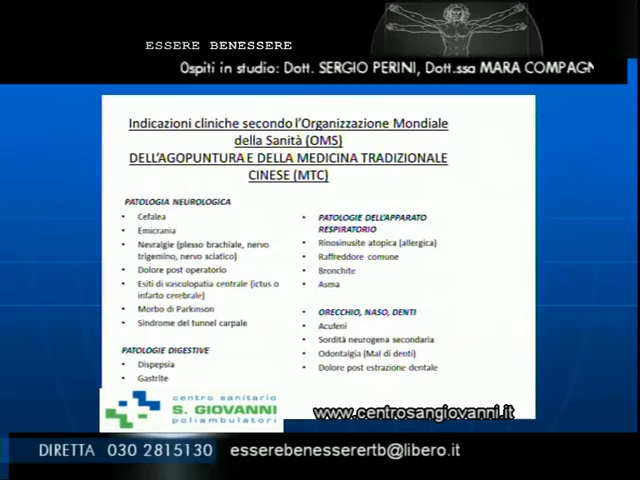 ESSERE BENESSERE
Ospiti in studio: Dott. SERGIO PERINI, Dott.ssa MARA COMPAGN
Indicazioni cliniche secondo l'Organizzazione Mondiale
della Sanità (OMS)
DELL'AGOPUNTURA E DELLA MEDICINA TRADIZIONALE
CINESE (MTC)
PATOLOGIA NEUROLOGICA
• Cefalea
• Emicrania
• Nevralgie (plesso brachiale, nervo
trigemino, nervo sciatico)
• Dolore post operatorio
• Esiti di vasculopatia centrale (ictus o
infarto cerebrale)
• Morbo di Parkinson
• Sindrome del tunnel carpale
PATOLOGIE DIGESTIVE
• Dispepsia
• Gastrite
• PATOLOGIE DELL'APPARATO
RESPIRATORIO
• Rinosinusite atopica (allergica)
• Raffreddore comune
• Bronchite
• Asma
• ORECCHIO, NASO, DENTI
• Acufeni
• Sordità neurogena secondaria
• Odontalgia (Mal di denti)
• Dolore post estrazione dentale
centro sanitario
S. GIOVANNI
poliambulatori
www.centrosangiovanni.it
DIRETTA 030 2815130 esserebenesserertb@libero.it